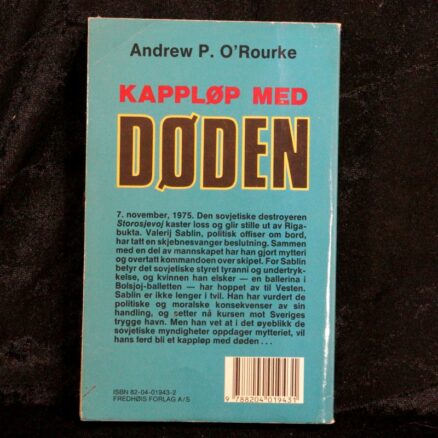 Andrew P. O'Rourke
KAPPLØP MED
DØDEN
7. november, 1975. Den sovjetiske destroyeren
Storosjevoj kaster loss og glir stille ut av Riga-
bukta. Valerij Sablin, politisk offiser om bord,
har tatt en skjebnesvanger beslutning. Sammen
med en del av mannskapet har han gjort mytteri
og overtatt kommandoen over skipet. For Sablin
betyr det sovjetiske styret tyranni og undertryk-
kelse, og kvinnen han elsker — en ballerina i
Bolsjoj-balletten — har hoppet av til Vesten.
Sablin er ikke lenger i tvil. Han har vurdert de
politiske og moralske konsekvenser av sin
handling, og setter nå kursen mot Sveriges
trygge havn. Men han vet at i det øyeblikk de
sovjetiske myndigheter oppdager mytteriet, vil
hans ferd bli et kappløp med døden . . .
ISBN 82-04-01943-2
FREDHØIS FORLAG A/S
9 788204 019431